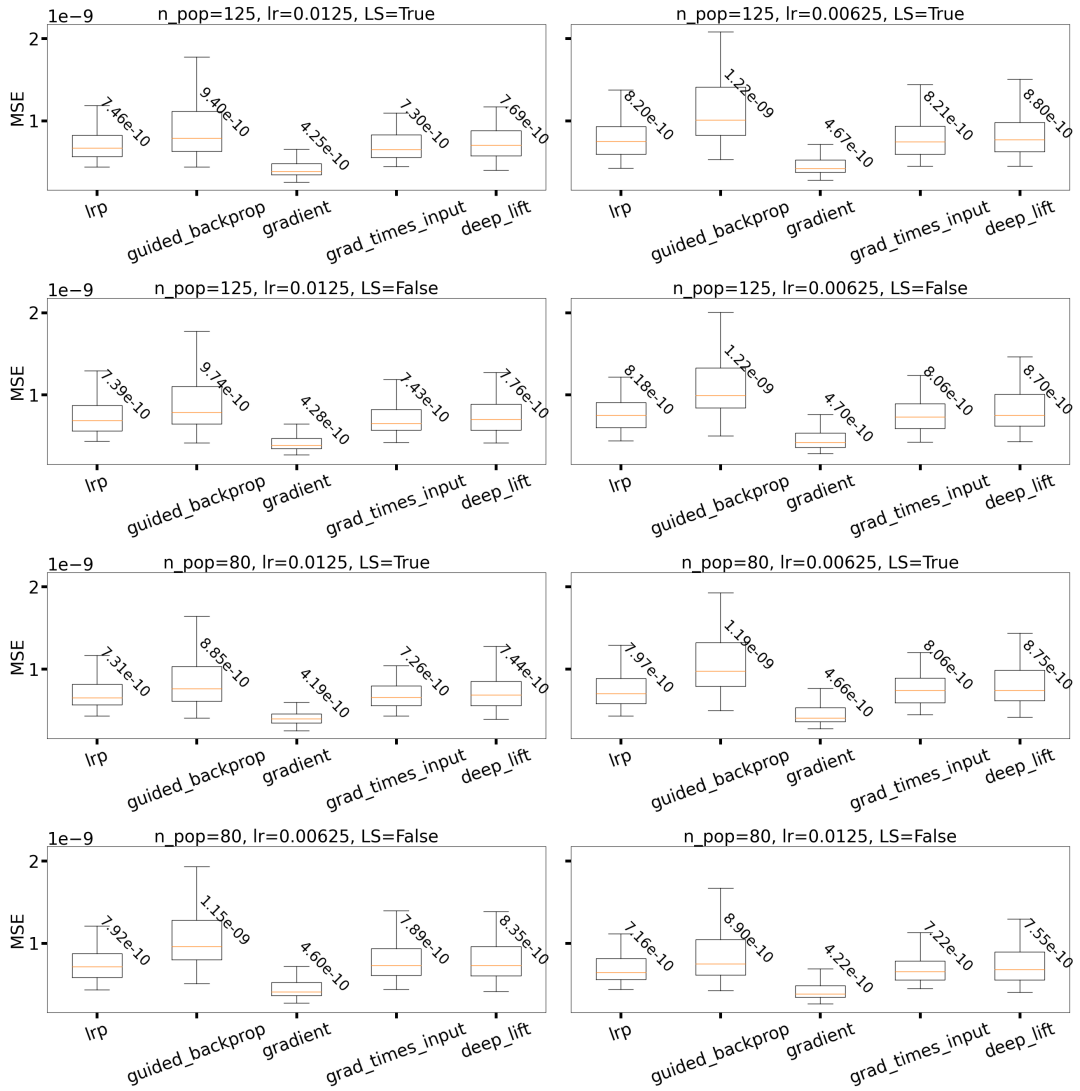 n_pop=125, lr=0.0125, LS=True
n_pop=125, lr=0.00625, LS=True
1e−9
2
1
MSE
7.46e-10
9.40e-10
4.25e-10
7.30e-10
7.69e-10
8.20e-10
1.22e-09
4.67e-10
8.21e-10
8.80e-10
lrp
guided_backprop
gradient
grad_times_input
deep_lift
lrp
guided_backprop
gradient
grad_times_input
deep_lift
n_pop=125, lr=0.0125, LS=False
n_pop=125, lr=0.00625, LS=False
1e−9
2
1
MSE
7.39e-10
9.74e-10
4.28e-10
7.43e-10
7.76e-10
8.18e-10
1.22e-09
4.70e-10
8.06e-10
8.70e-10
lrp
guided_backprop
gradient
grad_times_input
deep_lift
lrp
guided_backprop
gradient
grad_times_input
deep_lift
n_pop=80, lr=0.0125, LS=True
n_pop=80, lr=0.00625, LS=True
1e−9
2
1
MSE
7.31e-10
8.85e-10
4.19e-10
7.26e-10
7.44e-10
7.97e-10
1.19e-09
4.66e-10
8.06e-10
8.75e-10
lrp
guided_backprop
gradient
grad_times_input
deep_lift
lrp
guided_backprop
gradient
grad_times_input
deep_lift
n_pop=80, lr=0.00625, LS=False
n_pop=80, lr=0.0125, LS=False
1e−9
2
1
MSE
7.92e-10
1.15e-09
4.60e-10
7.89e-10
8.35e-10
7.16e-10
8.90e-10
4.22e-10
7.22e-10
7.55e-10
lrp
guided_backprop
gradient
grad_times_input
deep_lift
lrp
guided_backprop
gradient
grad_times_input
deep_lift